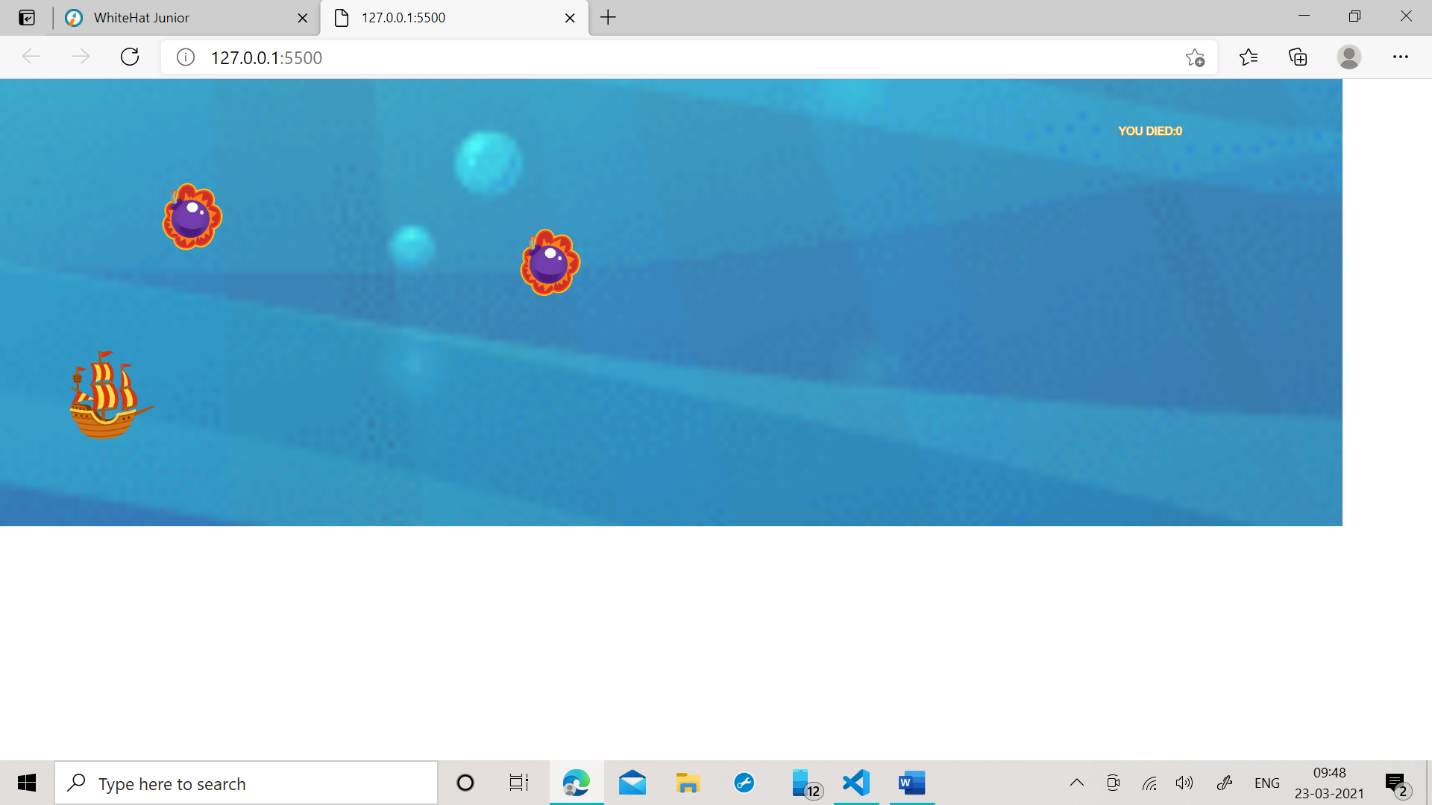 WhiteHat Junior
127.0.0.1:5500
127.0.0.1:5500
YOU DIED:0
Type here to search
12
W
ENG
09:48
23-03-2021
2